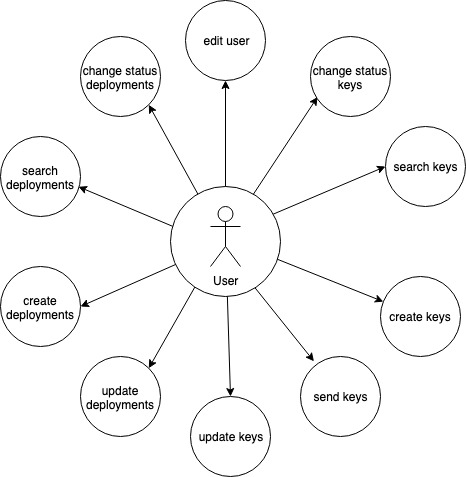 edit user
change status
deployments
change status
keys
search
deployments
search keys
User
create
deployments
create keys
update
deployments
send keys
update keys